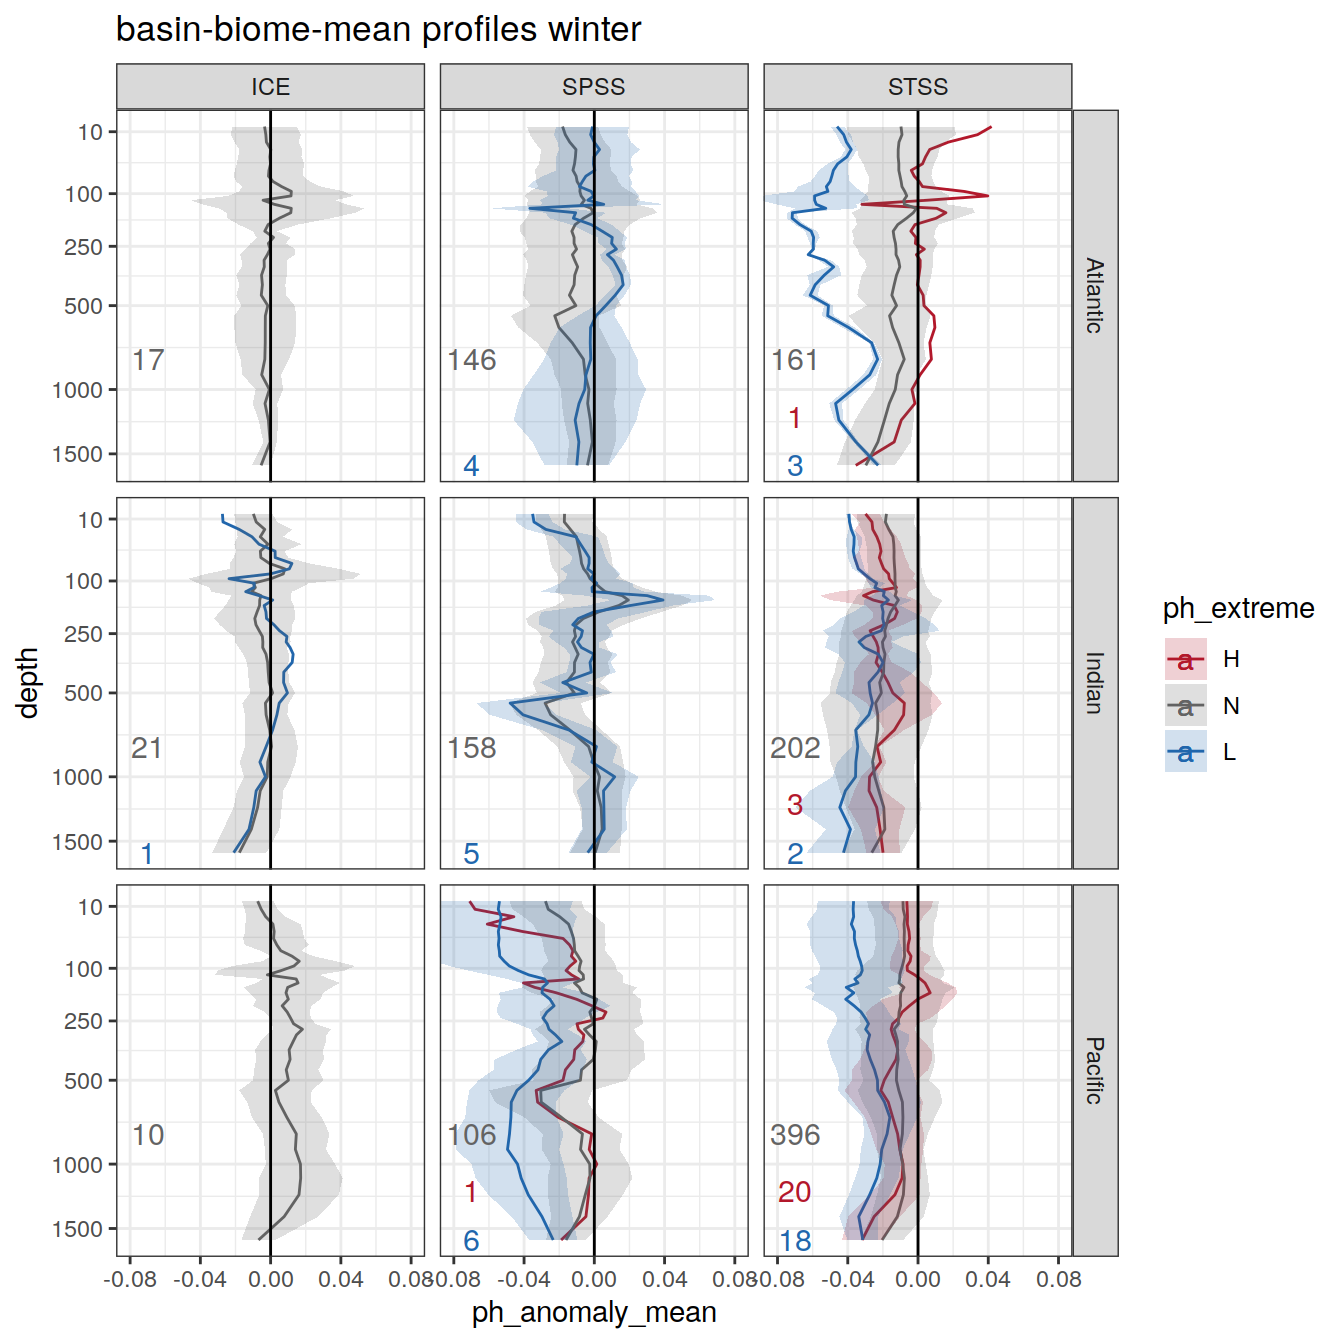 basin-biome-mean profiles winter
ICE SPSS STSS
10
100
250
500
1000
1500
17
146
4
161
1
3
Atlantic
10
100
250
500
1000
1500
21
1
158
5
202
3
2
Indian
10
100
250
500
1000
1500
10
106
1
6
396
20
18
Pacific
-0.08 -0.04 0.00 0.04 0.08
-0.08 -0.04 0.00 0.04 0.08
-0.08 -0.04 0.00 0.04 0.08
ph_anomaly_mean
depth
ph_extreme
a H
a N
a L